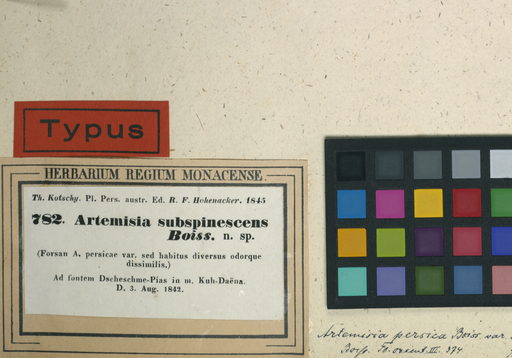 Typus
HERBARIUM REGIUM MONACENSE
Th. Kotschy. Pl. Pers. austr. Ed. R. F. Hohenacker. 1845
782. Artemisia subspinescens
Boiss. n. sp.
(Forsan A. persicae var. sed habitus diversus odorque
dissimilis.)
Ad fontem Dscheschme-Pias in m. Kuh-Daëna.
D. 3. Aug. 1842.
Artemisia persica Boiss. var.
Boiss. Fl. orient. III. 374